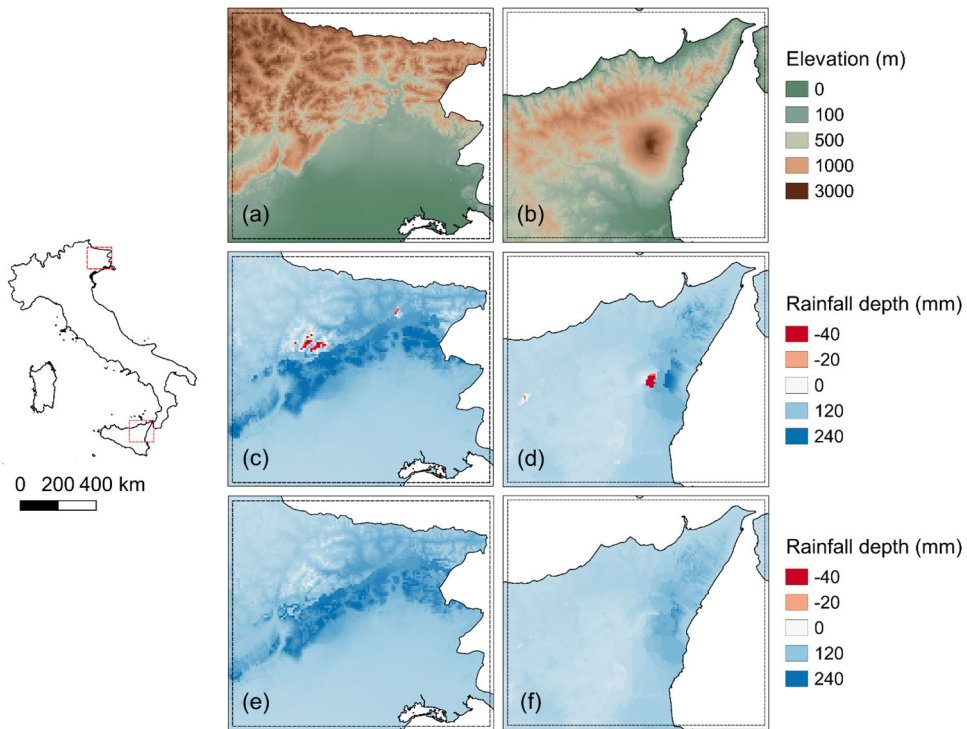 Elevation (m)
0
100
500
1000
3000
(a)
(b)
Rainfall depth (mm)
-40
-20
0
120
240
(c)
(d)
0 200 400 km
Rainfall depth (mm)
-40
-20
0
120
240
(e)
(f)